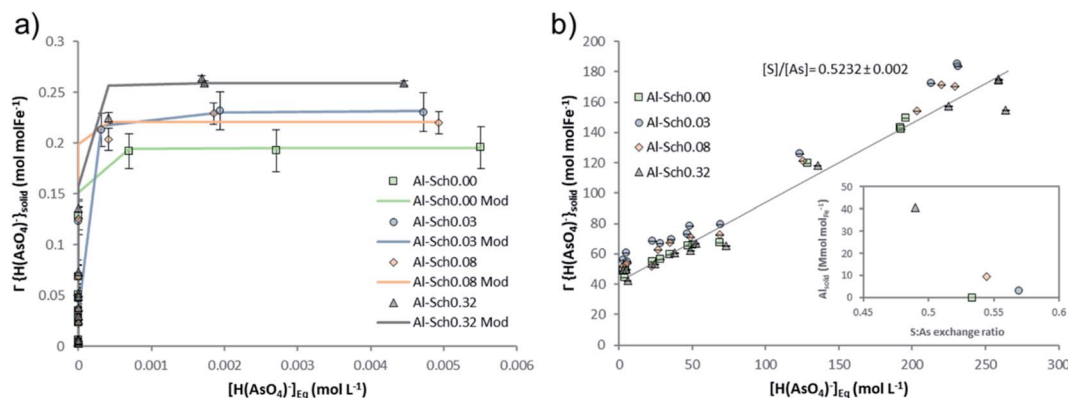 a)
0.35
0.3
0.25
0.2
0.15
0.1
0.05
0
Γ {H(AsO₄)⁻}solid (mol molFe⁻¹)
0 0.001 0.002 0.003 0.004 0.005 0.006
[H(AsO₄)⁻]Eq (mol L⁻¹)
Al-Sch0.00
Al-Sch0.00 Mod
Al-Sch0.03
Al-Sch0.03 Mod
Al-Sch0.08
Al-Sch0.08 Mod
Al-Sch0.32
Al-Sch0.32 Mod
b)
200
180
160
140
120
100
80
60
40
20
0
Γ {H(AsO₄)⁻}solid (mol molFe⁻¹)
0 50 100 150 200 250 300
[H(AsO₄)⁻]Eq (mol L⁻¹)
[S]/[As] = 0.5232 ± 0.002
Al-Sch0.00
Al-Sch0.03
Al-Sch0.08
Al-Sch0.32
50
40
30
20
10
0
Alsolid (Mmol molFe⁻¹)
0.45 0.5 0.55 0.6
S:As exchange ratio